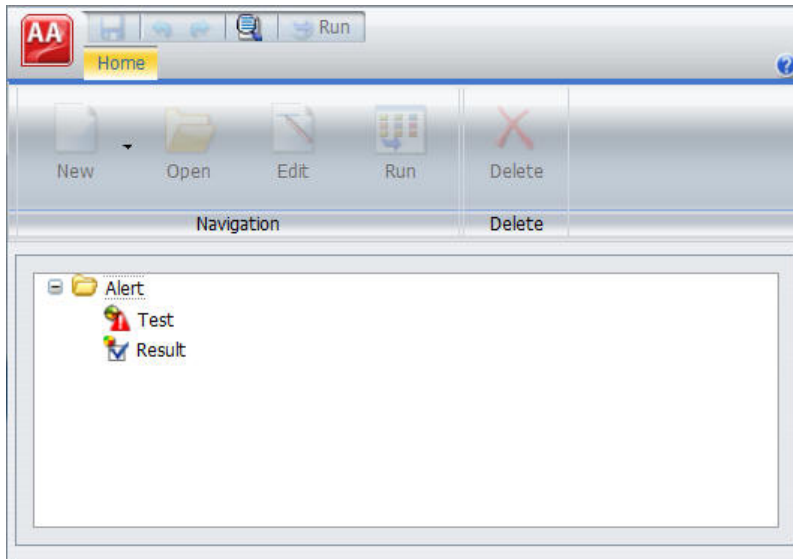 AA
Run
Home
?
New Open Edit Run Delete
Navigation Delete
Alert
Test
Result